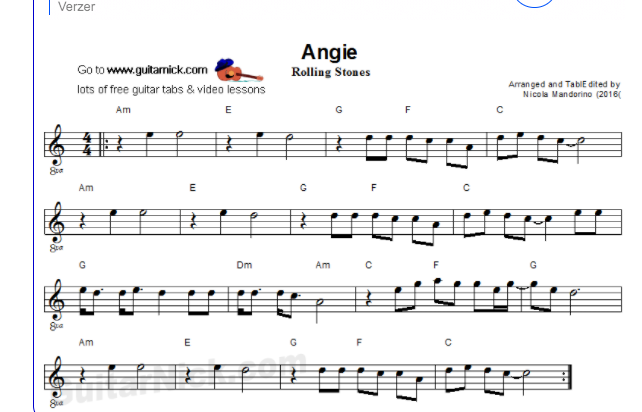 Verzer
Angie
Go to www.guitarnick.com
Rolling Stones
lots of free guitar tabs & video lessons
Arranged and TablEdited by
Nicola Mandorino (2016(
Am E G F C
4
4
8va
Am E G F C
8va
G Dm Am C F G
8va
Am E G F C
8va
GuitarNick.com